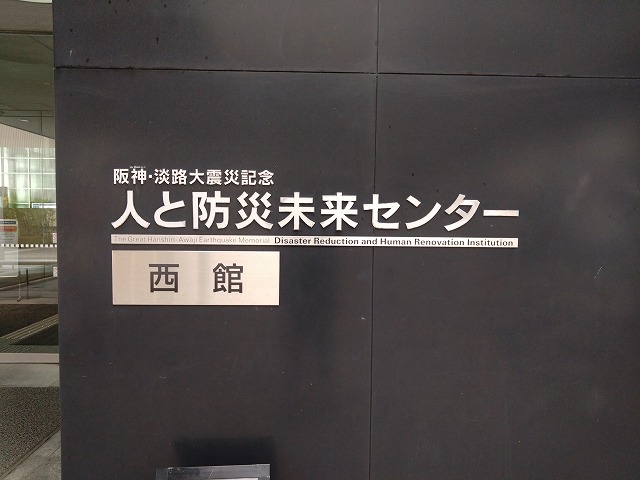 阪神・淡路大震災記念
人と防災未来センター
The Great Hanshin-Awaji Earthquake Memorial Disaster Reduction and Human Renovation Institution
西館